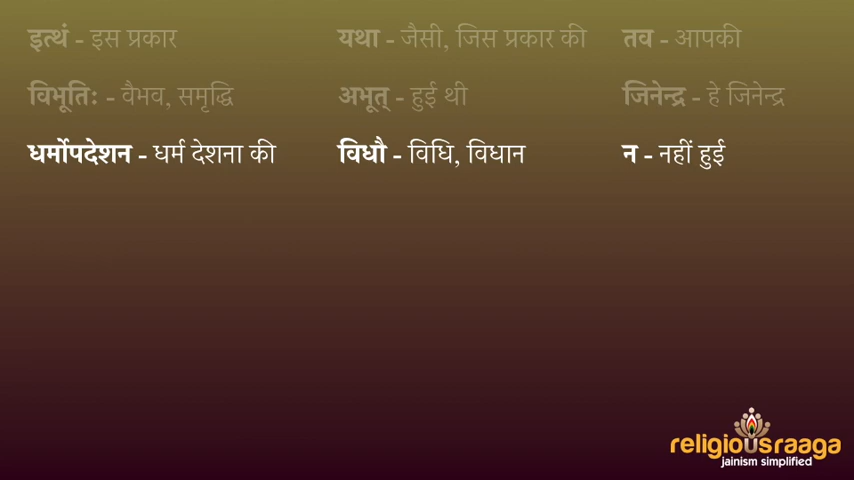 इत्थं - इस प्रकार यथा - जैसी, जिस प्रकार की तव - आपकी
विभूतिः - वैभव, समृद्धि अभूत् - हुई थी जिनेन्द्र - हे जिनेन्द्र
धर्मोपदेशन - धर्म देशना की विधौ - विधि, विधान न - नहीं हुई
religiousraaga
jainism simplified